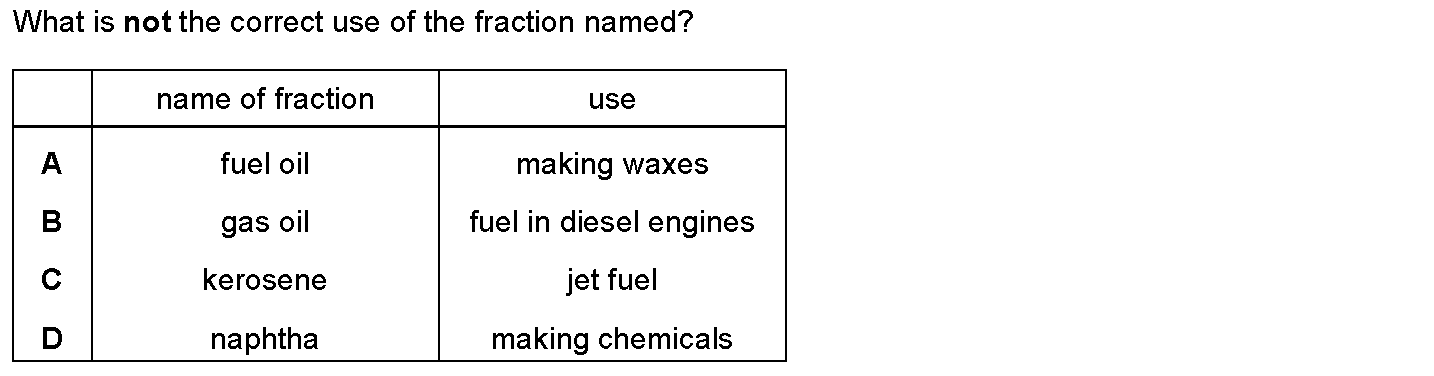 What is not the correct use of the fraction named?
name of fraction use
A fuel oil making waxes
B gas oil fuel in diesel engines
C kerosene jet fuel
D naphtha making chemicals